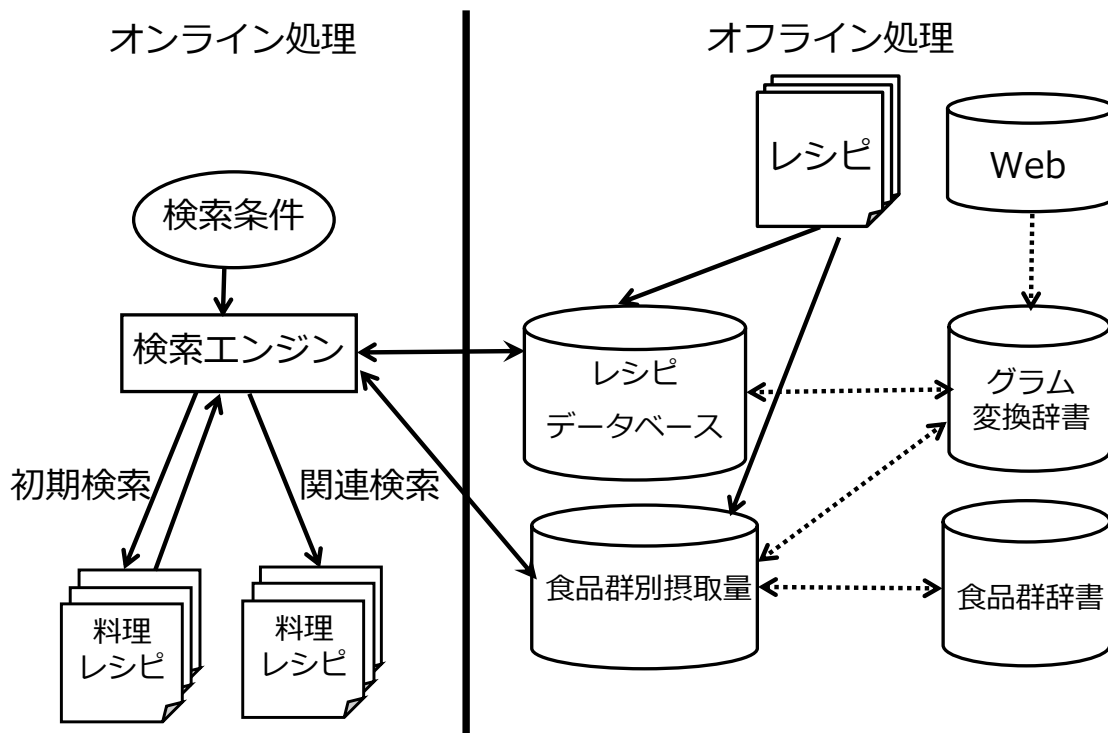 オンライン処理
オフライン処理
レシピ
Web
検索条件
検索エンジン
レシピ
データベース
グラム
変換辞書
初期検索
関連検索
食品群別摂取量
食品群辞書
料理
レシピ
料理
レシピ